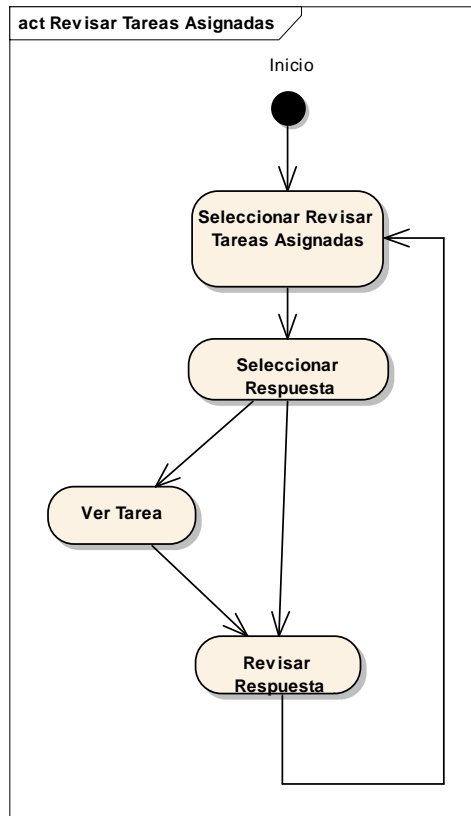 act Revisar Tareas Asignadas
Inicio
Seleccionar Revisar
Tareas Asignadas
Seleccionar
Respuesta
Ver Tarea
Revisar
Respuesta